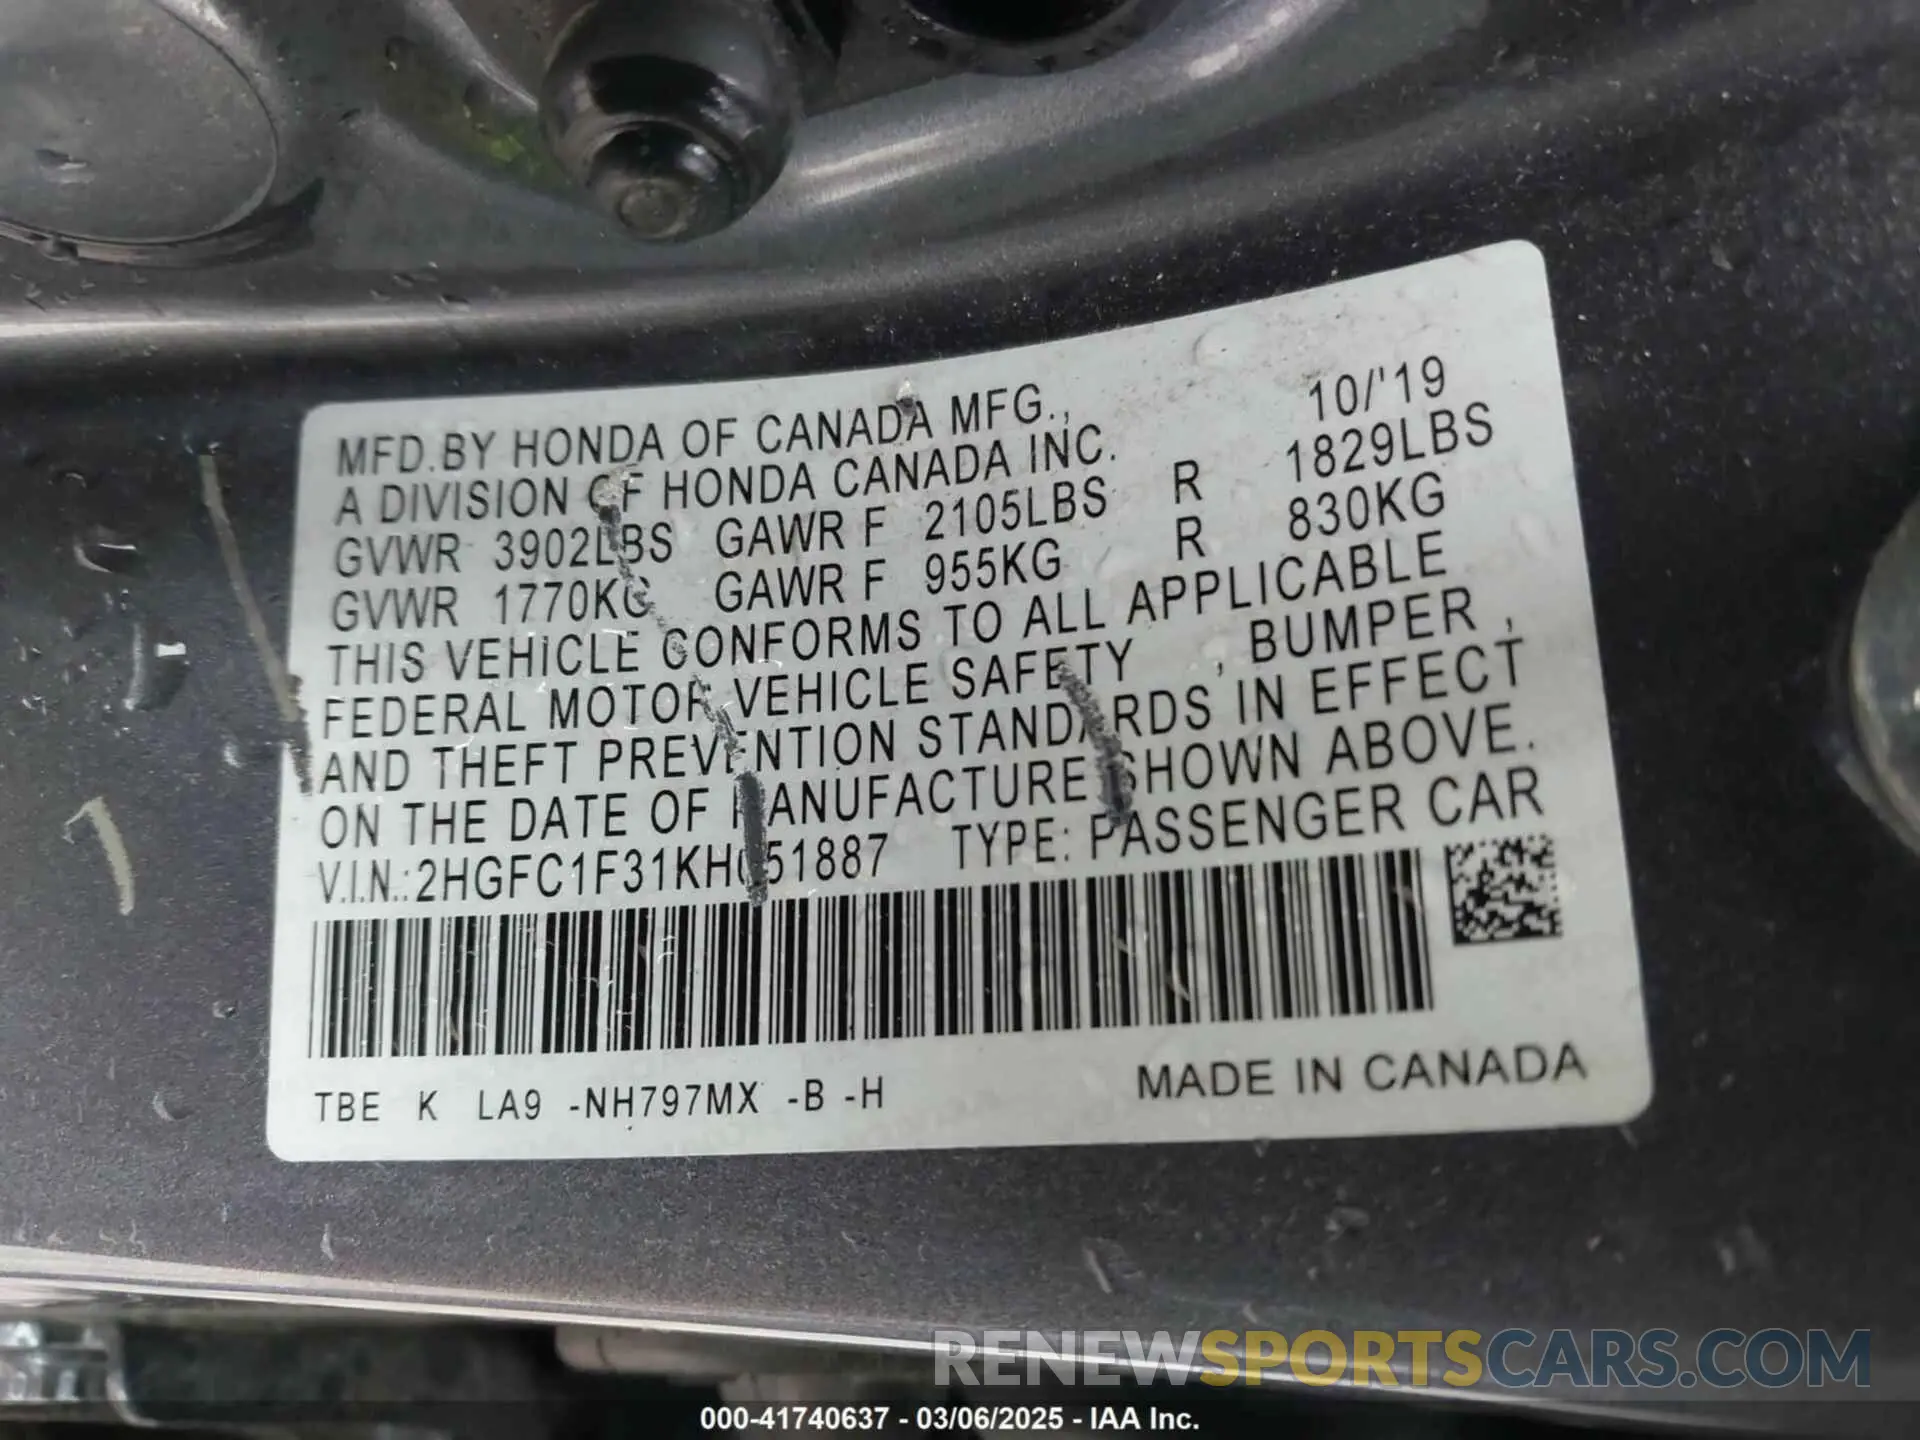 MFD.BY HONDA OF CANADA MFG.,
10/'19
A DIVISION OF HONDA CANADA INC.
GVWR 3902LBS GAWR F 2105LBS R 1829LBS
GVWR 1770KG GAWR F 955KG R 830KG
THIS VEHICLE CONFORMS TO ALL APPLICABLE
FEDERAL MOTOR VEHICLE SAFETY , BUMPER ,
AND THEFT PREVENTION STANDARDS IN EFFECT
ON THE DATE OF MANUFACTURE SHOWN ABOVE.
V.I.N.:2HGFC1F31KH651887 TYPE: PASSENGER CAR
TBE K LA9 -NH797MX -B -H
MADE IN CANADA
RENEWSPORTSCARS.COM
000-41740637 - 03/06/2025 - IAA Inc.